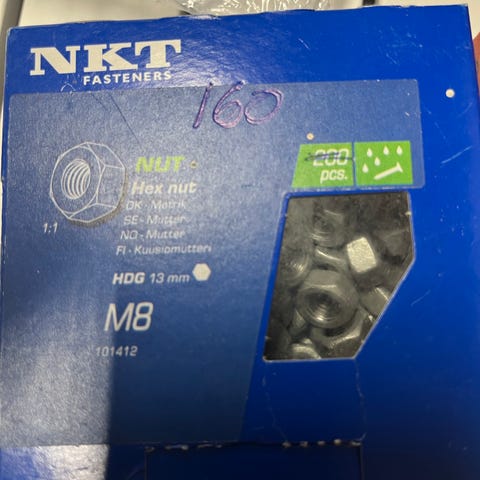 NKT
FASTENERS
160
NUT
Hex nut
DK - Møtrik
SE - Mutter
NO - Mutter
FI - Kuusiomutteri
1:1
HDG 13 mm
M8
101412
200
pcs.